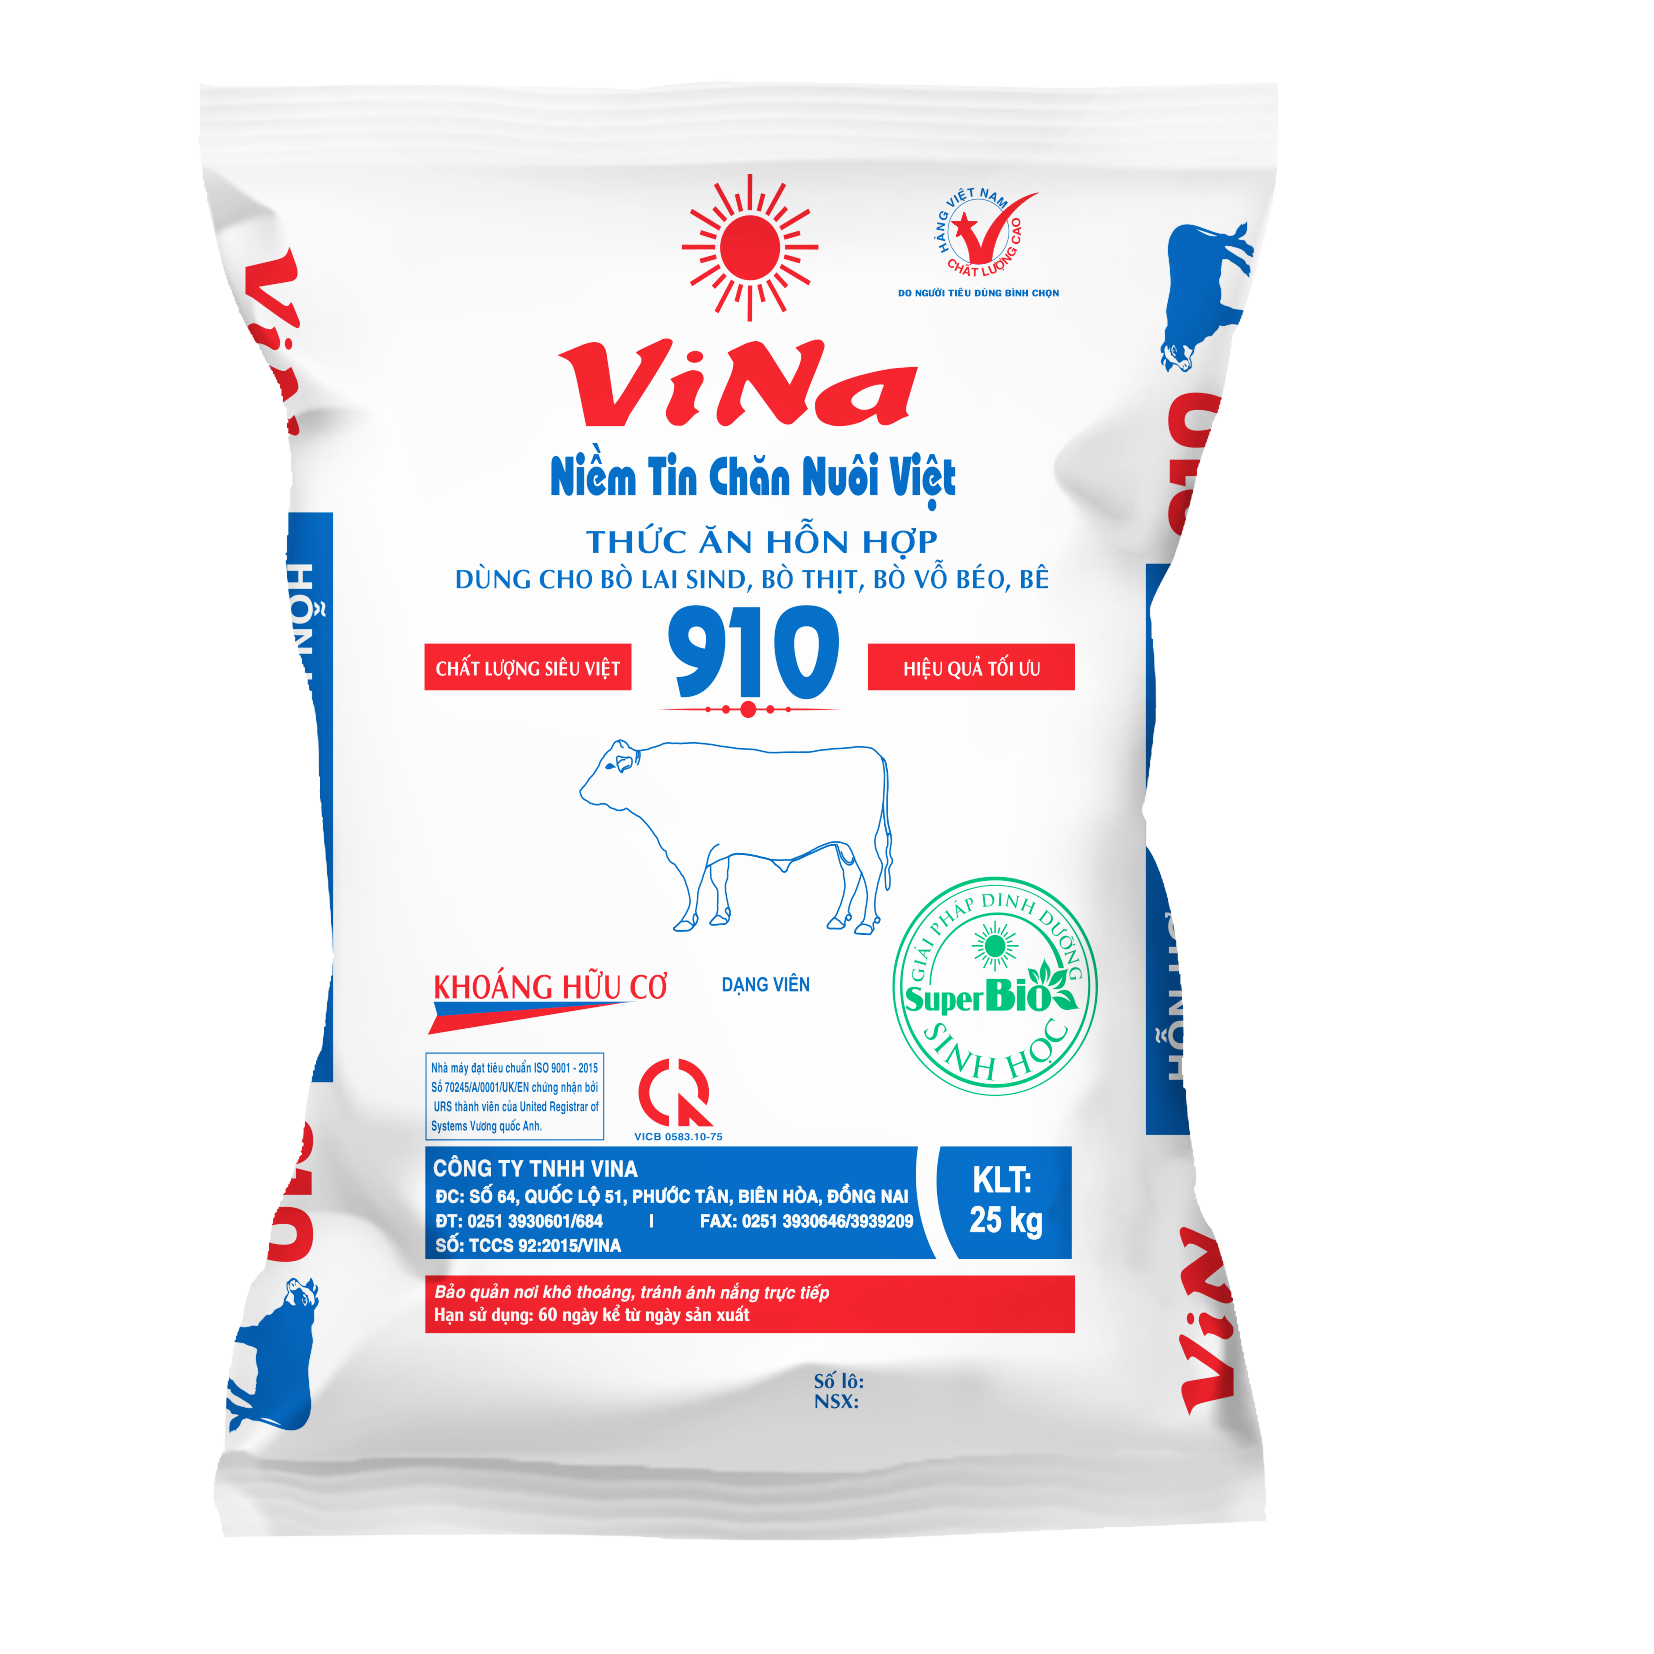 HÀNG VIỆT NAM
CHẤT LƯỢNG CAO
DO NGƯỜI TIÊU DÙNG BÌNH CHỌN
ViNa
Niềm Tin Chăn Nuôi Việt
THỨC ĂN HỖN HỢP
DÙNG CHO BÒ LAI SIND, BÒ THỊT, BÒ VỖ BÉO, BÊ
910
CHẤT LƯỢNG SIÊU VIỆT
HIỆU QUẢ TỐI ƯU
GIẢI PHÁP DINH DƯỠNG
SuperBio
SINH HỌC
KHOÁNG HỮU CƠ
DẠNG VIÊN
Nhà máy đạt tiêu chuẩn ISO 9001 - 2015
Số 70245/A/0001/UK/EN chứng nhận bởi
URS thành viên của United Registrar of
Systems Vương quốc Anh.
VICB 0583.10-75
CÔNG TY TNHH VINA
ĐC: SỐ 64, QUỐC LỘ 51, PHƯỚC TÂN, BIÊN HÒA, ĐỒNG NAI
ĐT: 0251 3930601/684 I FAX: 0251 3930646/3939209
SỐ: TCCS 92:2015/VINA
KLT:
25 kg
Bảo quản nơi khô thoáng, tránh ánh nắng trực tiếp
Hạn sử dụng: 60 ngày kể từ ngày sản xuất
Số lô:
NSX:
ViNa
910
HỖN
910
HỖN
ViN